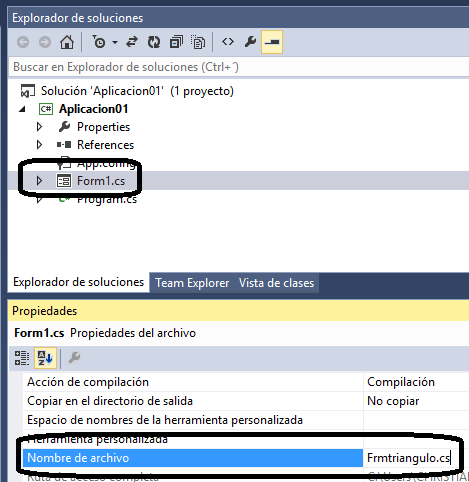 Explorador de soluciones
Buscar en Explorador de soluciones (Ctrl+´)
Solución 'Aplicacion01' (1 proyecto)
C# Aplicacion01
Properties
References
App.config
Form1.cs
C# Program.cs
Explorador de soluciones Team Explorer Vista de clases
Propiedades
Form1.cs Propiedades del archivo
Acción de compilación Compilación
Copiar en el directorio de salida No copiar
Espacio de nombres de la herramienta personalizada
Herramienta personalizada
Nombre de archivo Frmtriangulo.cs
Ruta de acceso completa C:\Users\CHRISTIA